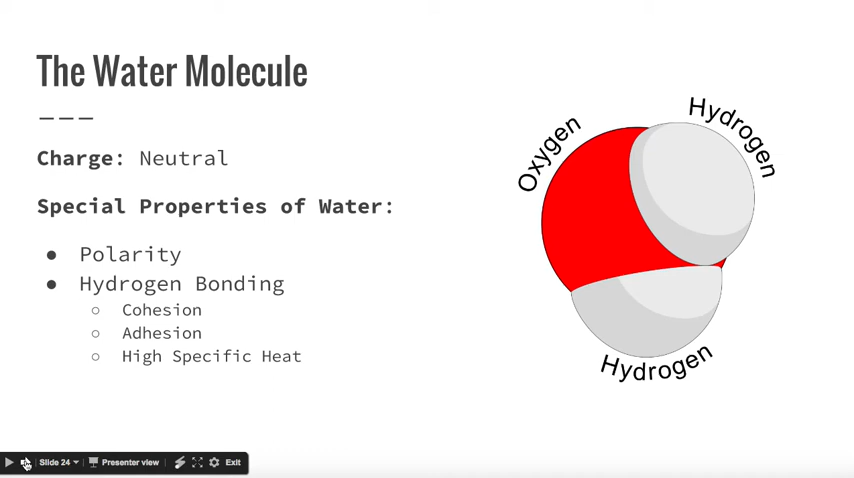 The Water Molecule
Charge: Neutral
Special Properties of Water:
Polarity
Hydrogen Bonding
Cohesion
Adhesion
High Specific Heat
Oxygen
Hydrogen
Hydrogen
Slide 24
Presenter view
Exit